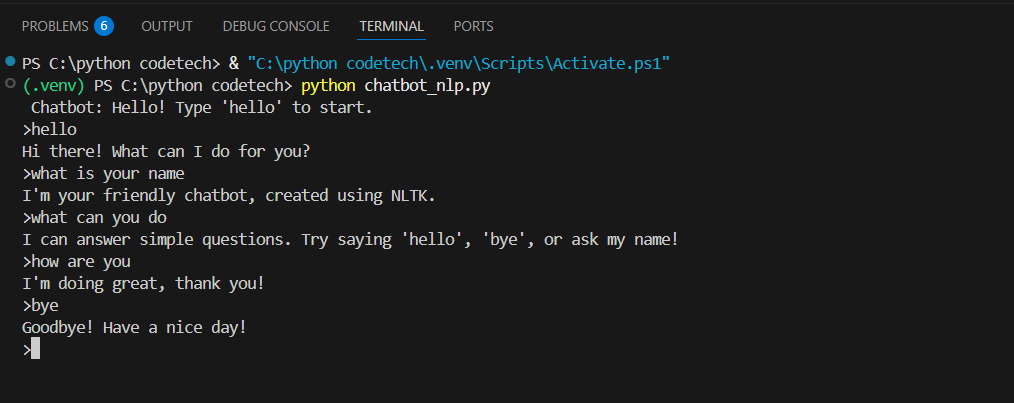 PROBLEMS 6 OUTPUT DEBUG CONSOLE TERMINAL PORTS
PS C:\python codetech> & "C:\python codetech\.venv\Scripts\Activate.ps1"
(.venv) PS C:\python codetech> python chatbot_nlp.py
 Chatbot: Hello! Type 'hello' to start.
>hello
Hi there! What can I do for you?
>what is your name
I'm your friendly chatbot, created using NLTK.
>what can you do
I can answer simple questions. Try saying 'hello', 'bye', or ask my name!
>how are you
I'm doing great, thank you!
>bye
Goodbye! Have a nice day!
>